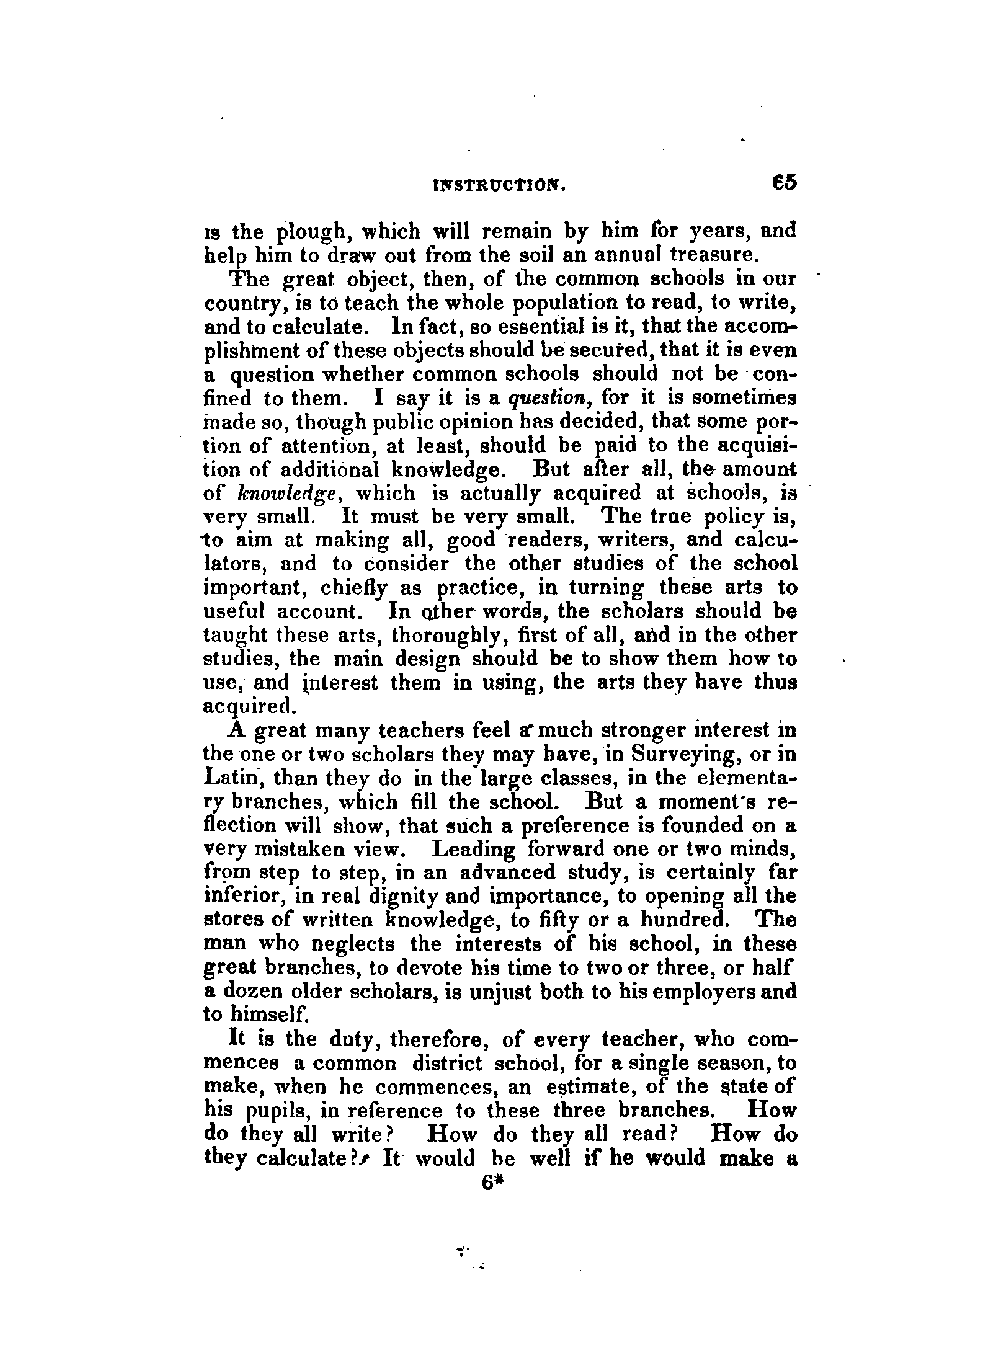 INSTRUCTION. 65
is the plough, which will remain by him for years, and
help him to draw out from the soil an annual treasure.
The great object, then, of the common schools in our
country, is to teach the whole population to read, to write,
and to calculate. In fact, so essential is it, that the accom-
plishment of these objects should be secured, that it is even
a question whether common schools should not be con-
fined to them. I say it is a question, for it is sometimes
made so, though public opinion has decided, that some por-
tion of attention, at least, should be paid to the acquisi-
tion of additional knowledge. But after all, the amount
of knowledge, which is actually acquired at schools, is
very small. It must be very small. The true policy is,
to aim at making all, good readers, writers, and calcu-
lators, and to consider the other studies of the school
important, chiefly as practice, in turning these arts to
useful account. In other words, the scholars should be
taught these arts, thoroughly, first of all, and in the other
studies, the main design should be to show them how to
use, and interest them in using, the arts they have thus
acquired.
A great many teachers feel a much stronger interest in
the one or two scholars they may have, in Surveying, or in
Latin, than they do in the large classes, in the elementa-
ry branches, which fill the school. But a moment's re-
flection will show, that such a preference is founded on a
very mistaken view. Leading forward one or two minds,
from step to step, in an advanced study, is certainly far
inferior, in real dignity and importance, to opening all the
stores of written knowledge, to fifty or a hundred. The
man who neglects the interests of his school, in these
great branches, to devote his time to two or three, or half
a dozen older scholars, is unjust both to his employers and
to himself.
It is the duty, therefore, of every teacher, who com-
mences a common district school, for a single season, to
make, when he commences, an estimate, of the state of
his pupils, in reference to these three branches. How
do they all write? How do they all read? How do
they calculate? It would be well if he would make a
6*